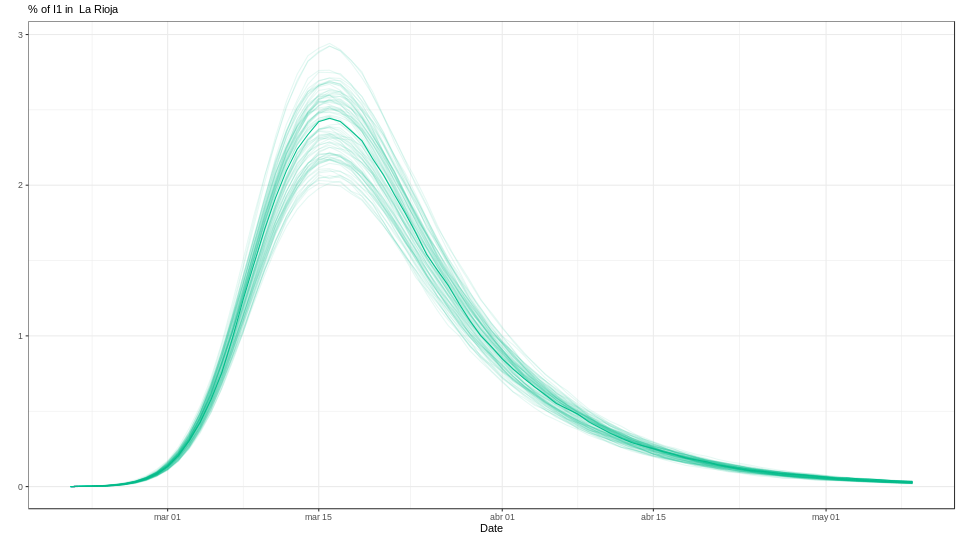 % of I1 in  La Rioja
3
2
1
0
mar 01
mar 15
abr 01
abr 15
may 01
Date